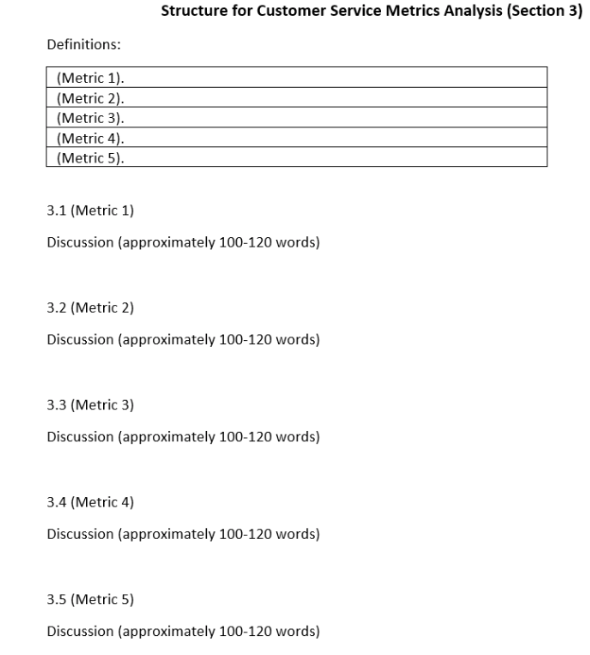 Structure for Customer Service Metrics Analysis (Section 3)
Definitions:
(Metric 1).
(Metric 2).
(Metric 3).
(Metric 4).
(Metric 5).
3.1 (Metric 1)
Discussion (approximately 100-120 words)
3.2 (Metric 2)
Discussion (approximately 100-120 words)
3.3 (Metric 3)
Discussion (approximately 100-120 words)
3.4 (Metric 4)
Discussion (approximately 100-120 words)
3.5 (Metric 5)
Discussion (approximately 100-120 words)